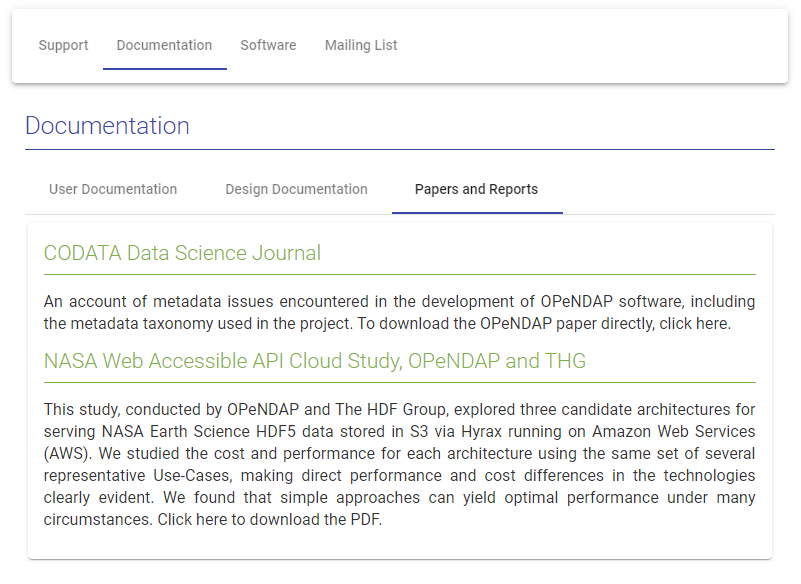 Support Documentation Software Mailing List
Documentation
User Documentation Design Documentation Papers and Reports
CODATA Data Science Journal
An account of metadata issues encountered in the development of OPeNDAP software, including
the metadata taxonomy used in the project. To download the OPeNDAP paper directly, click here.
NASA Web Accessible API Cloud Study, OPeNDAP and THG
This study, conducted by OPeNDAP and The HDF Group, explored three candidate architectures for
serving NASA Earth Science HDF5 data stored in S3 via Hyrax running on Amazon Web Services
(AWS). We studied the cost and performance for each architecture using the same set of several
representative Use-Cases, making direct performance and cost differences in the technologies
clearly evident. We found that simple approaches can yield optimal performance under many
circumstances. Click here to download the PDF.